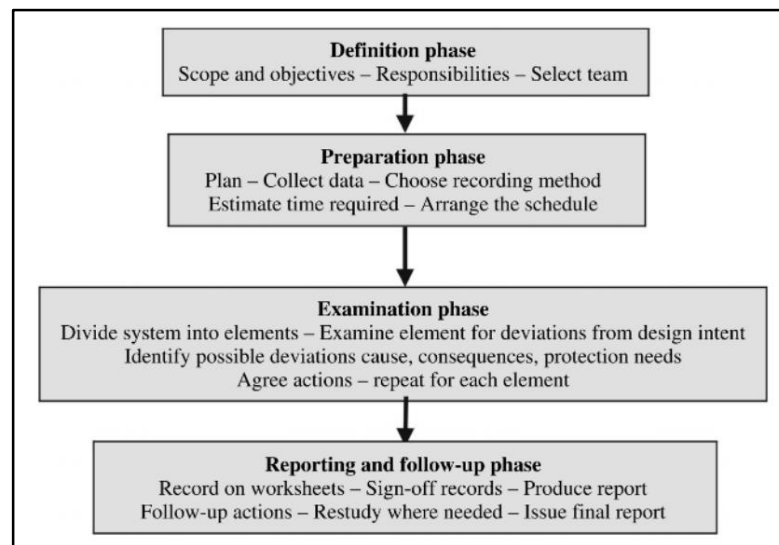 Definition phase
Scope and objectives – Responsibilities – Select team
Preparation phase
Plan – Collect data – Choose recording method
Estimate time required – Arrange the schedule
Examination phase
Divide system into elements – Examine element for deviations from design intent
Identify possible deviations cause, consequences, protection needs
Agree actions – repeat for each element
Reporting and follow-up phase
Record on worksheets – Sign-off records – Produce report
Follow-up actions – Restudy where needed – Issue final report